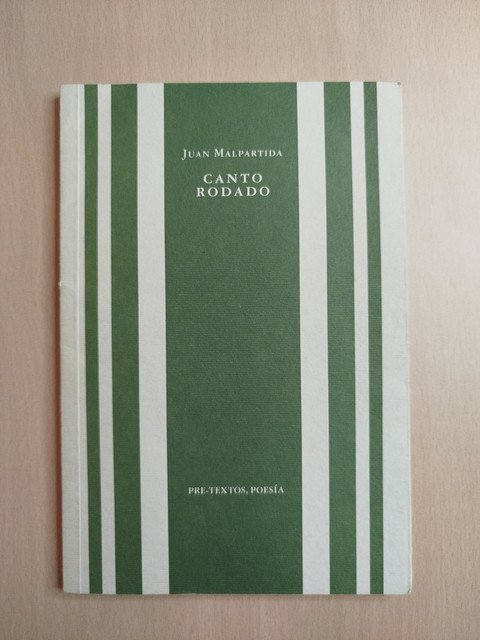 JUAN MALPARTIDA
CANTO
RODADO
PRE-TEXTOS, POESÍA